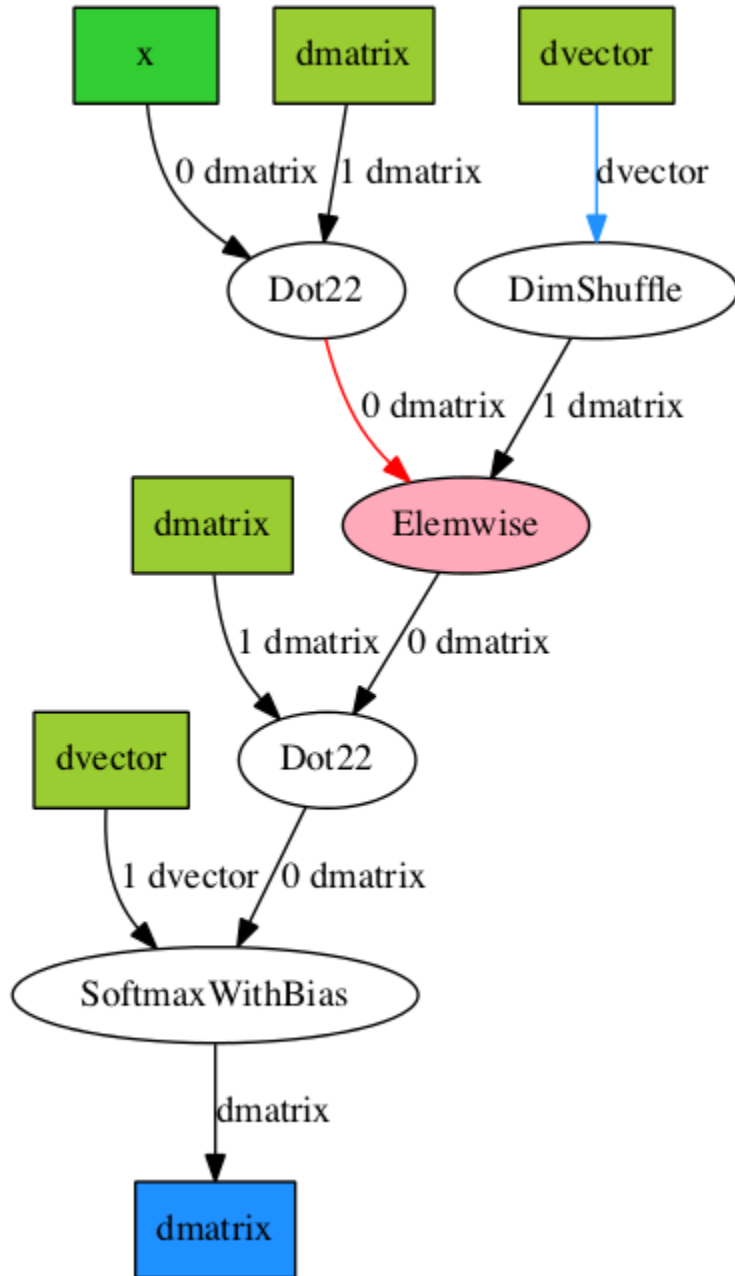 x
dmatrix
dvector
0 dmatrix
1 dmatrix
dvector
Dot22
DimShuffle
0 dmatrix
1 dmatrix
dmatrix
Elemwise
1 dmatrix
0 dmatrix
dvector
Dot22
1 dvector
0 dmatrix
SoftmaxWithBias
dmatrix
dmatrix